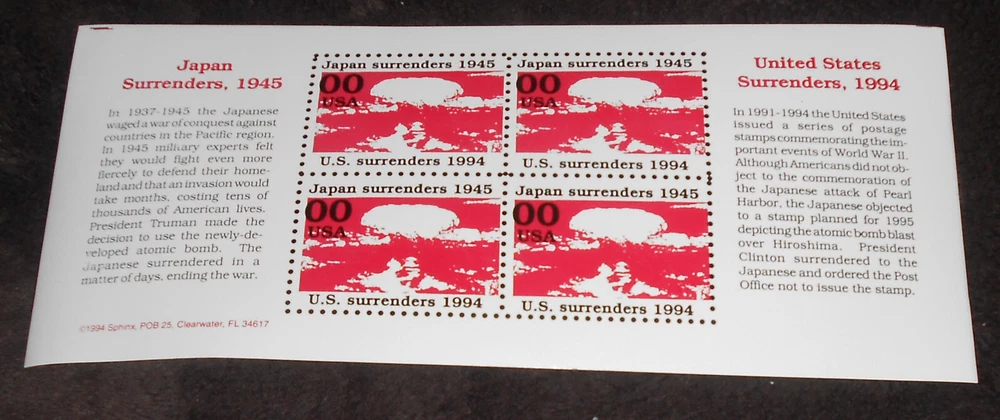 Japan
Surrenders, 1945
In 1937-1945 the Japanese
waged a war of conquest against
countries in the Pacific region.
In 1945 military experts felt
they would fight even more
fiercely to defend their home-
land and that an invasion would
take months, costing tens of
thousands of American lives.
President Truman made the
decision to use the newly-de-
veloped atomic bomb. The
Japanese surrendered in a
matter of days, ending the war.
©1994 Sphinx, POB 25, Clearwater, FL 34617
Japan surrenders 1945
00
USA
U.S. surrenders 1994
Japan surrenders 1945
00
USA
U.S. surrenders 1994
Japan surrenders 1945
00
USA
U.S. surrenders 1994
Japan surrenders 1945
00
USA
U.S. surrenders 1994
United States
Surrenders, 1994
In 1991-1994 the United States
issued a series of postage
stamps commemorating the im-
portant events of World War II.
Although Americans did not ob-
ject to the commemoration of
the Japanese attack of Pearl
Harbor, the Japanese objected
to a stamp planned for 1995
depicting the atomic bomb blast
over Hiroshima. President
Clinton surrendered to the
Japanese and ordered the Post
Office not to issue the stamp.